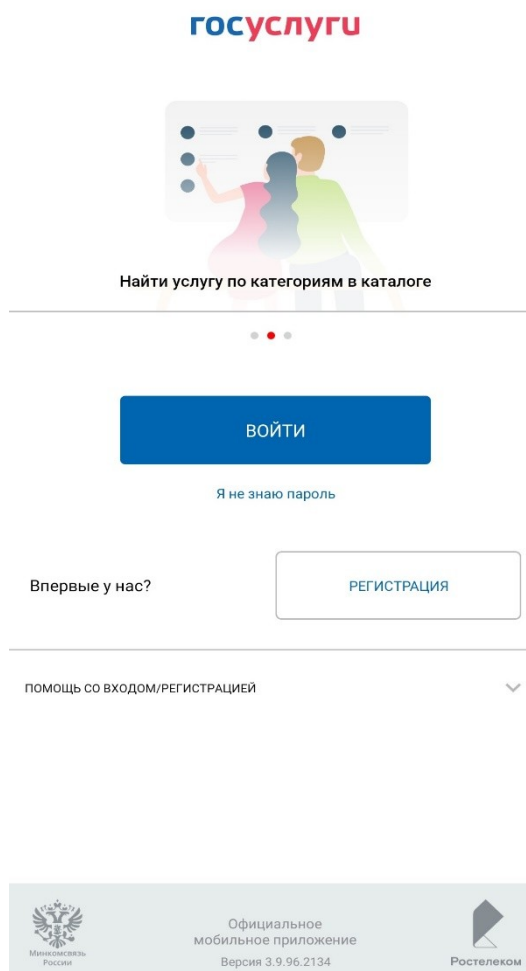 госуслуги
Найти услугу по категориям в каталоге
ВОЙТИ
Я не знаю пароль
Впервые у нас?
РЕГИСТРАЦИЯ
ПОМОЩЬ СО ВХОДОМ/РЕГИСТРАЦИЕЙ
Минкомсвязь
России
Официальное
мобильное приложение
Версия 3.9.96.2134
Ростелеком